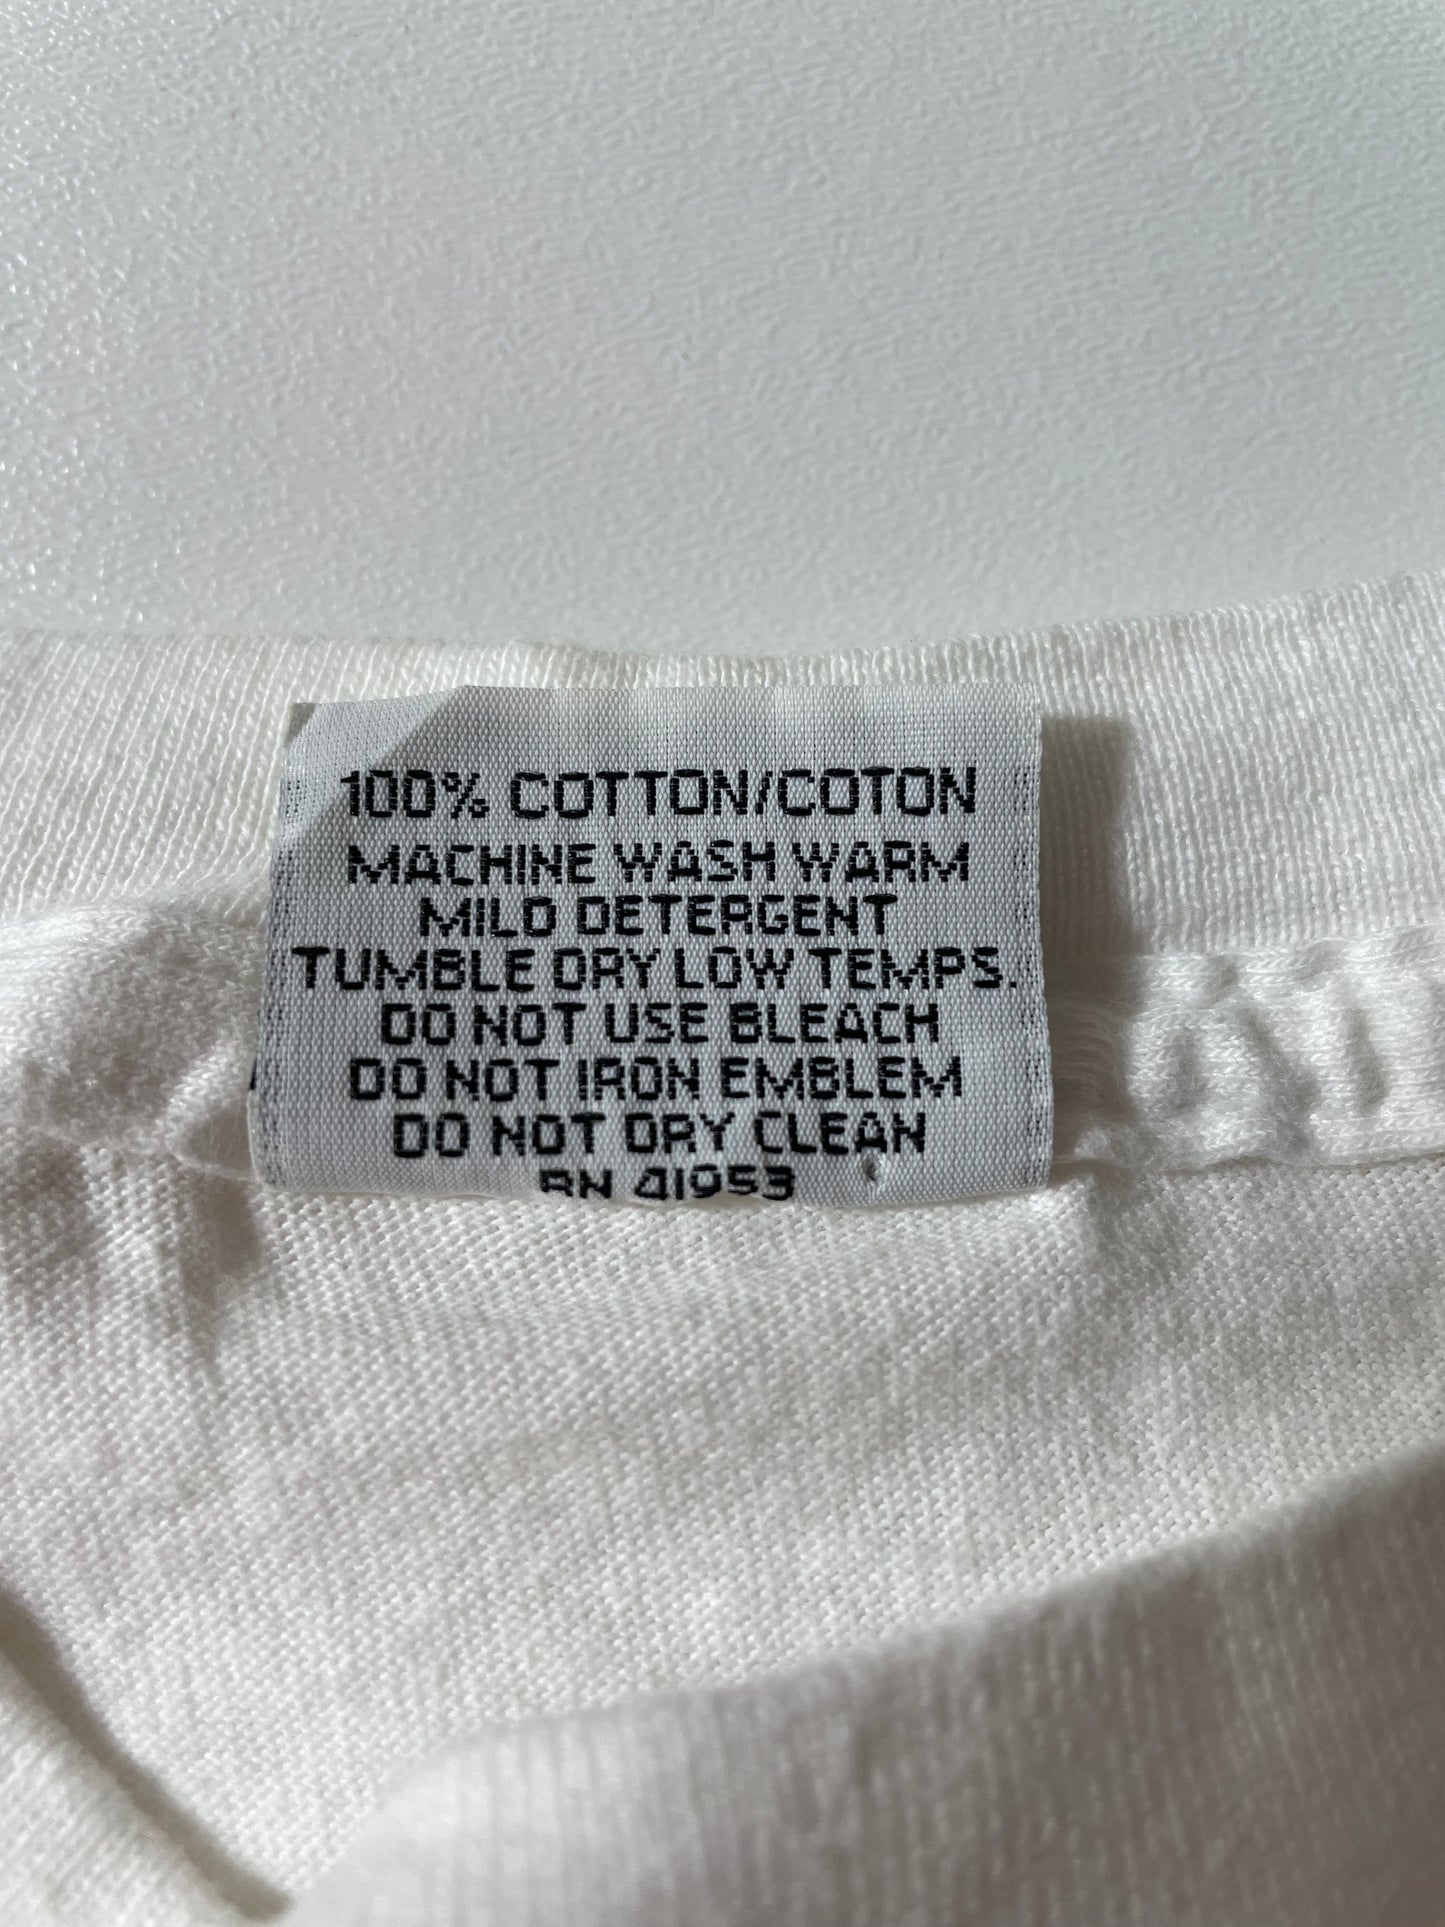 100% COTTON/COTON
MACHINE WASH WARM
MILD DETERGENT
TUMBLE DRY LOW TEMPS.
DO NOT USE BLEACH
DO NOT IRON EMBLEM
DO NOT DRY CLEAN
RN 41953